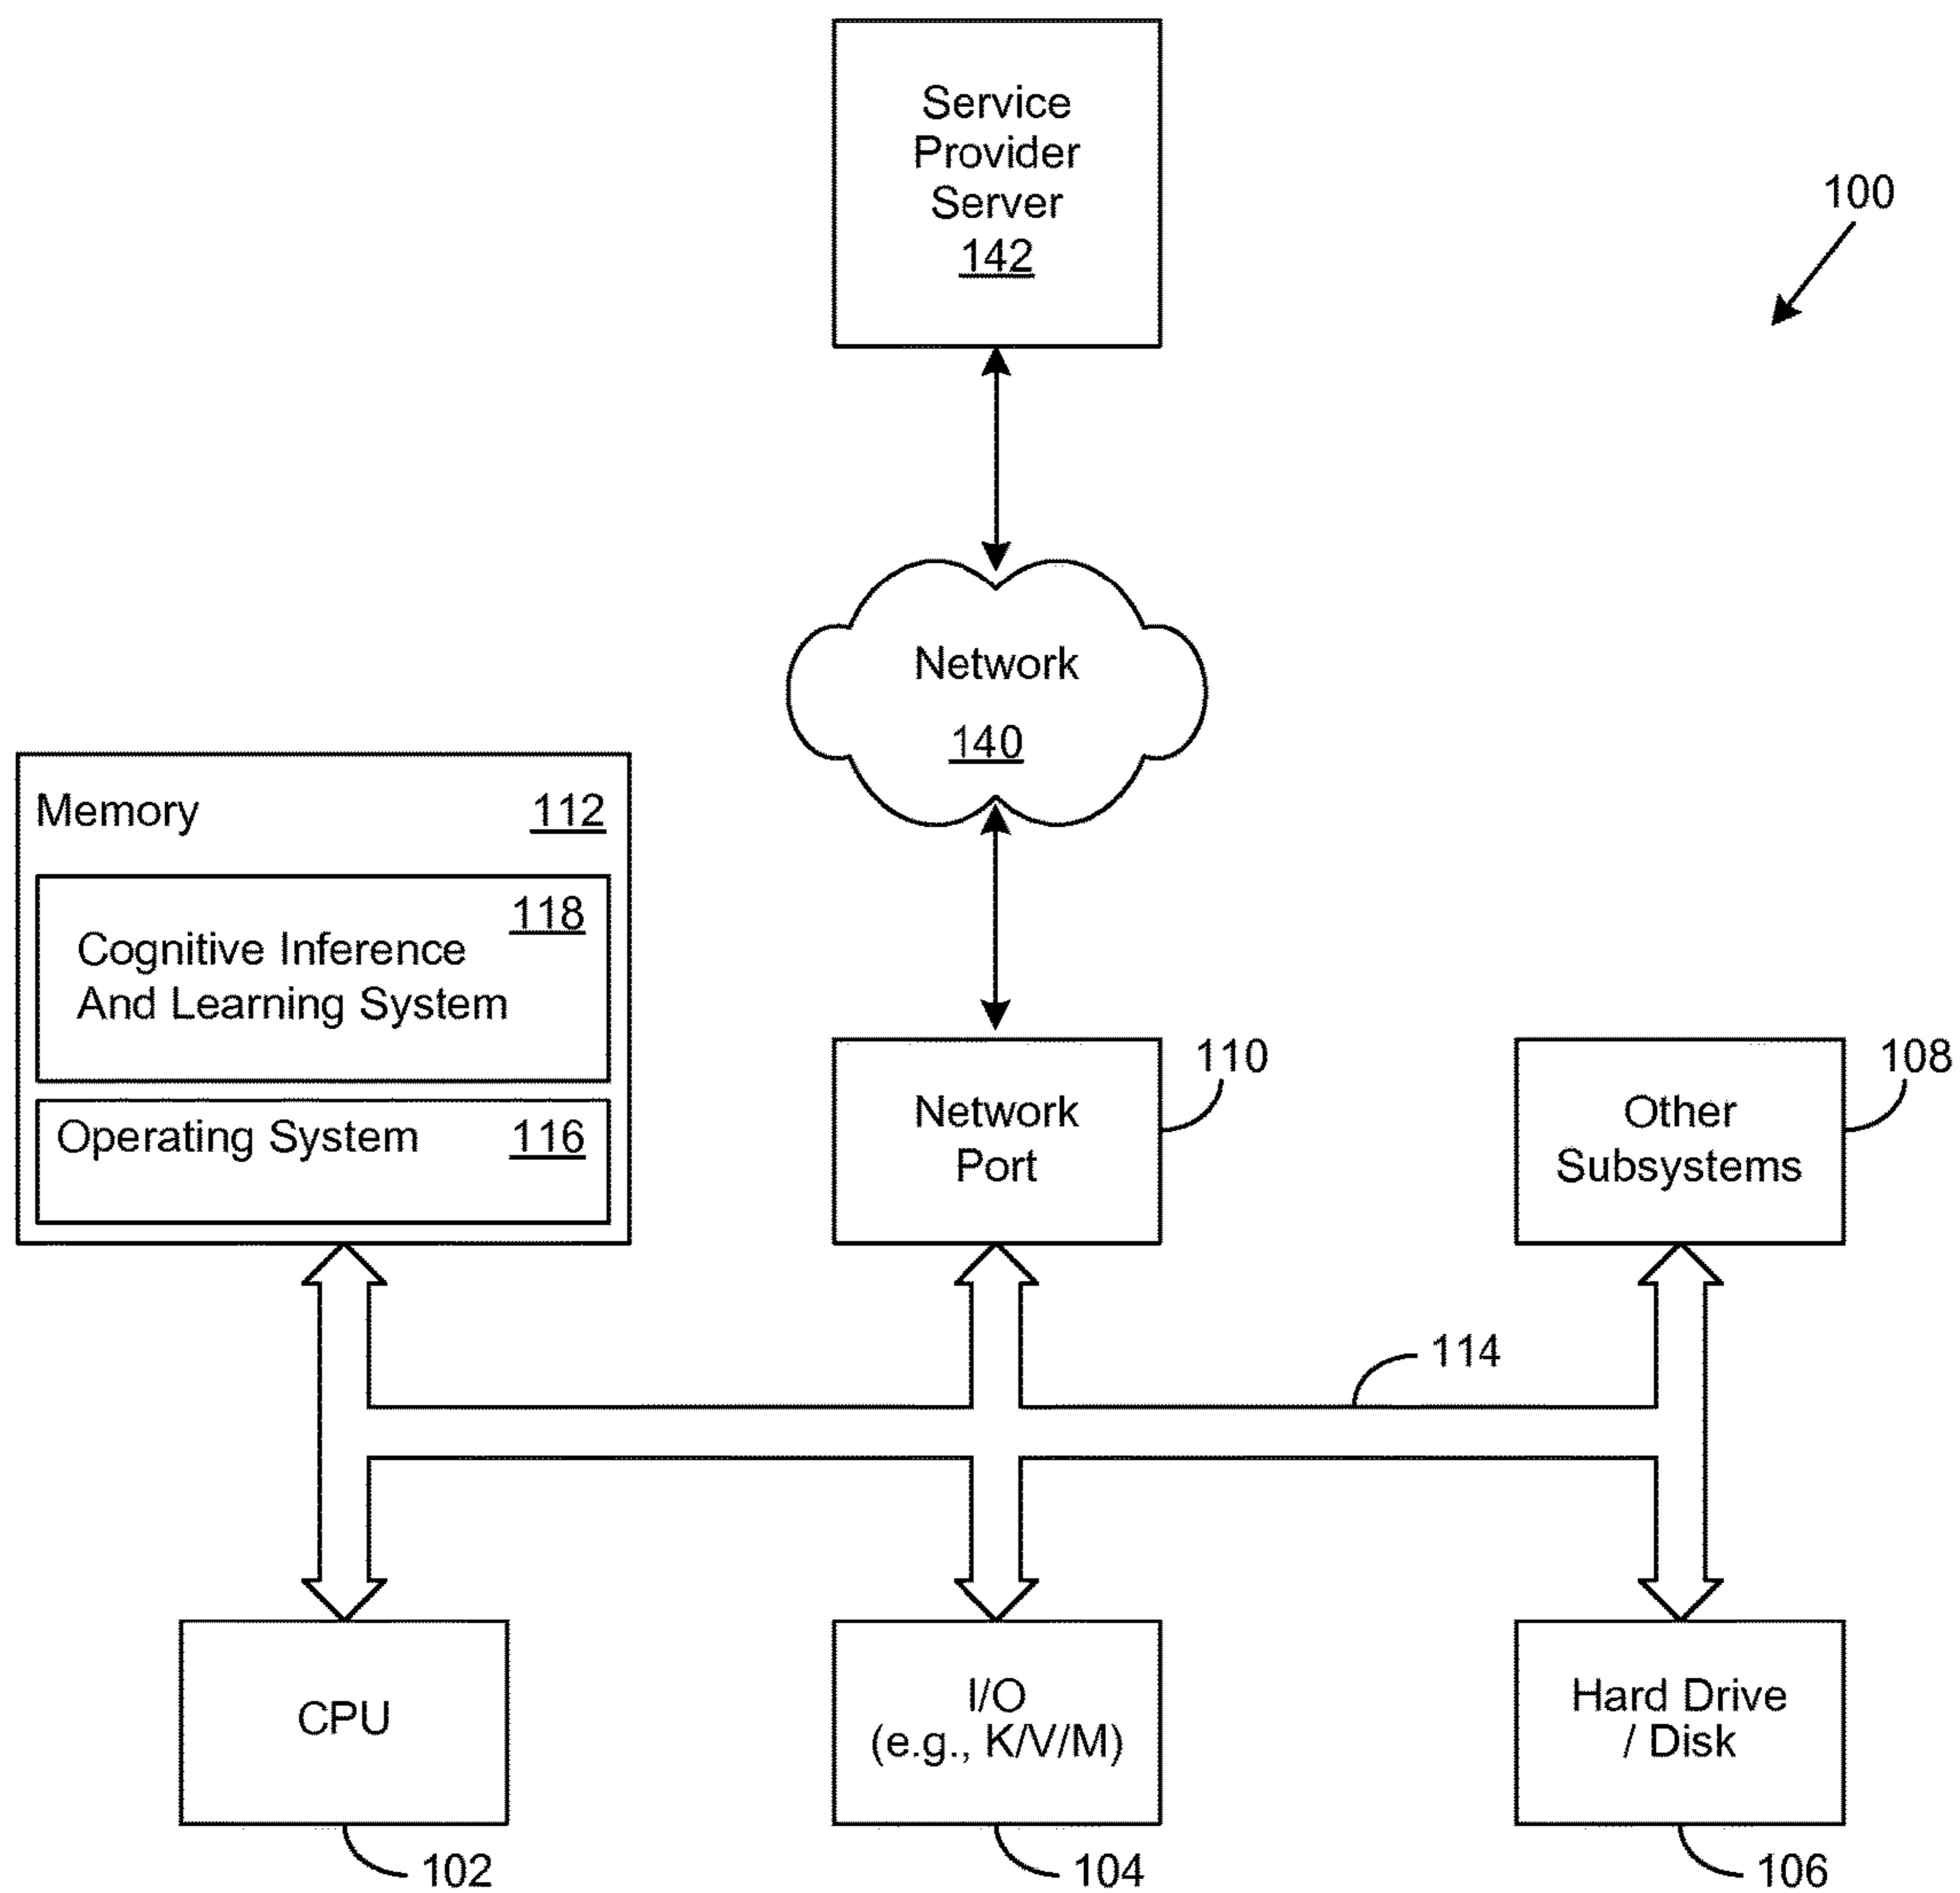 Service
Provider
Server
142
100
Network
140
Memory 112
118
Cognitive Inference
And Learning System
Operating System 116
110
Network
Port
108
Other
Subsystems
114
CPU
102
I/O
(e.g., K/V/M)
104
Hard Drive
/ Disk
106